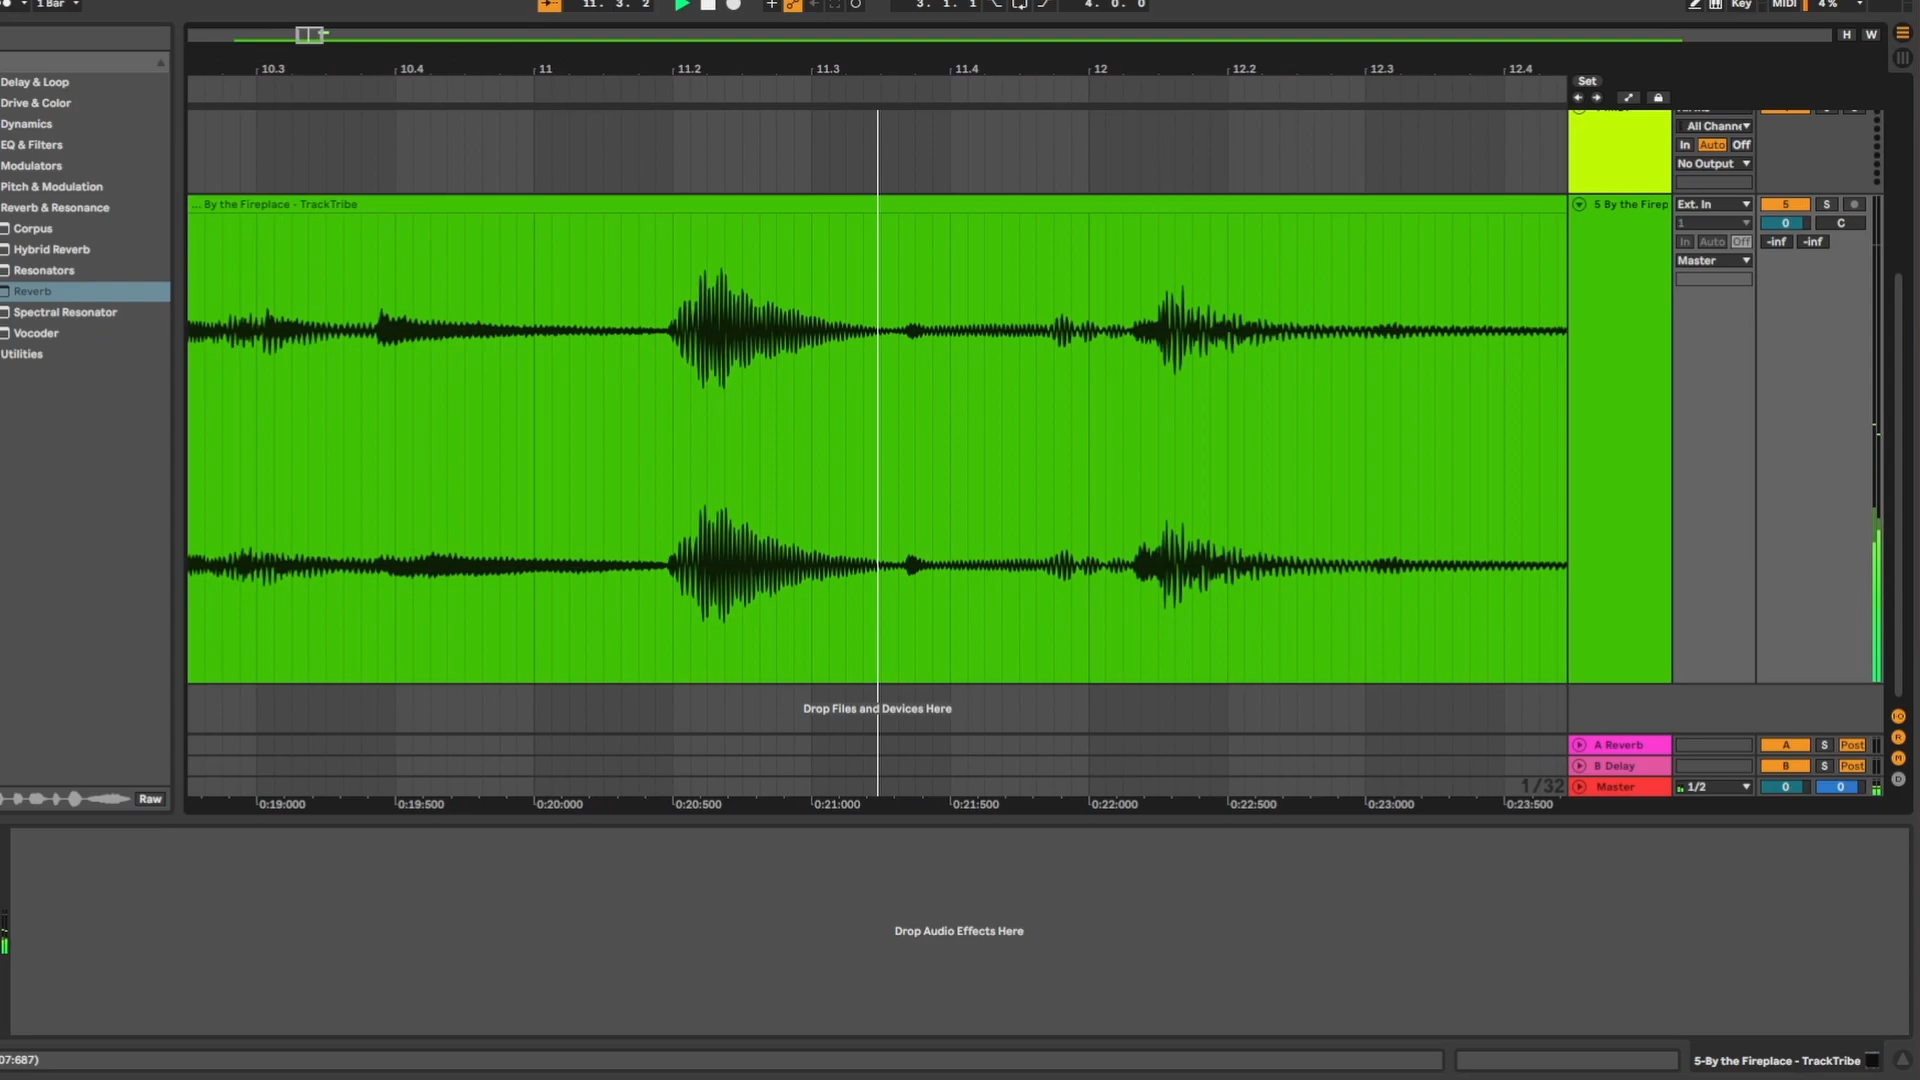 1 Bar
11. 3. 2
3. 1. 1
4. 0. 0
Key
MIDI
4 %
H W
10.3 10.4 11 11.2 11.3 11.4 12 12.2 12.3 12.4
Set
Delay & Loop
Drive & Color
Dynamics
EQ & Filters
Modulators
Pitch & Modulation
Reverb & Resonance
Corpus
Hybrid Reverb
Resonators
Reverb
Spectral Resonator
Vocoder
Utilities
Raw
All Chann
In Auto Off
No Output
... By the Fireplace - TrackTribe
5 By the Firep
Ext. In
5 S
1
0 C
In Auto Off
-inf -inf
Master
Drop Files and Devices Here
A Reverb
A S Post
B Delay
B S Post
1/32
Master
1/2
0 0
I·O
R
M
D
0:19:000 0:19:500 0:20:000 0:20:500 0:21:000 0:21:500 0:22:000 0:22:500 0:23:000 0:23:500
Drop Audio Effects Here
07:687)
5-By the Fireplace - TrackTribe